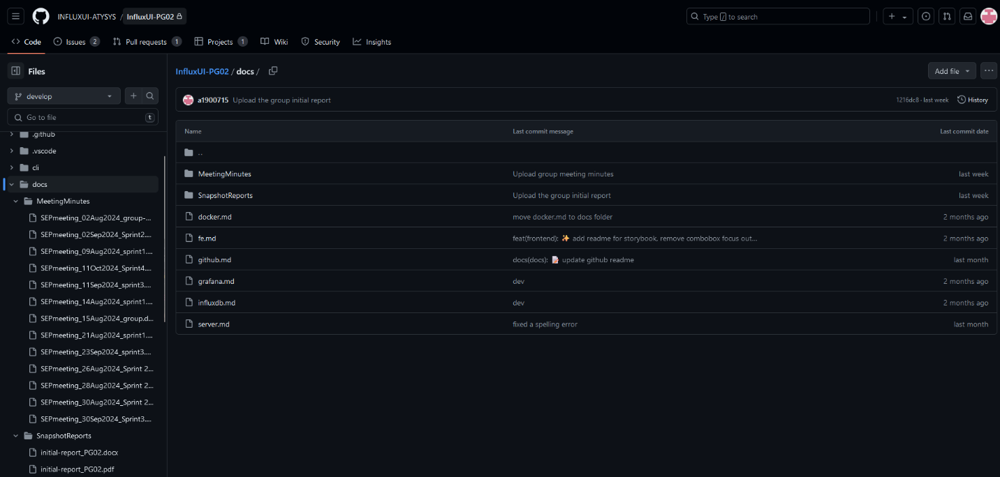 INFLUXUI-ATYSYS / InfluxUI-PG02
Type / to search
Code
Issues 2
Pull requests 1
Projects 1
Wiki
Security
Insights
Files
develop
Go to file
t
.github
.vscode
cli
docs
MeetingMinutes
SEPmeeting_02Aug2024_group-...
SEPmeeting_02Sep2024_Sprint2....
SEPmeeting_09Aug2024_sprint1....
SEPmeeting_11Oct2024_Sprint4....
SEPmeeting_11Sep2024_sprint3....
SEPmeeting_14Aug2024_sprint1....
SEPmeeting_15Aug2024_group.d...
SEPmeeting_21Aug2024_sprint1....
SEPmeeting_23Sep2024_sprint3....
SEPmeeting_26Aug2024_Sprint 2...
SEPmeeting_28Aug2024_Sprint 2...
SEPmeeting_30Aug2024_Sprint 2...
SEPmeeting_30Sep2024_Sprint3....
SnapshotReports
initial-report_PG02.docx
initial-report_PG02.pdf
InfluxUI-PG02 / docs /
Add file
a1900715 Upload the group initial report
1216dc8 · last week
History
Name Last commit message Last commit date
..
MeetingMinutes Upload group meeting minutes last week
SnapshotReports Upload the group initial report last week
docker.md move docker.md to docs folder 2 months ago
fe.md feat(frontend): ✨ add readme for storybook, remove combobox focus out... 2 months ago
github.md docs(docs): 📝 update github readme last month
grafana.md dev 2 months ago
influxdb.md dev 2 months ago
server.md fixed a spelling error last month